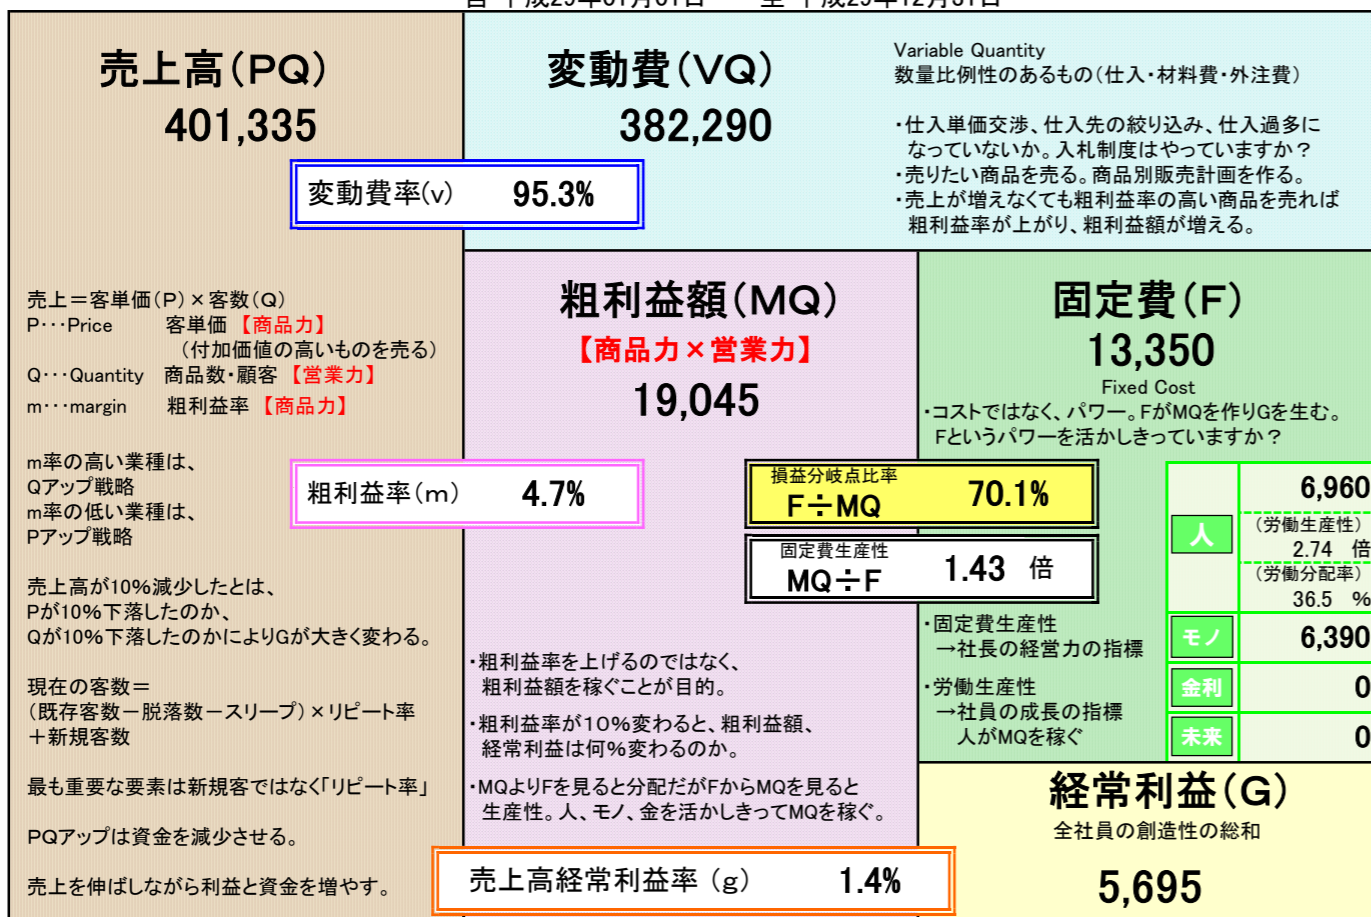 自 平成29年01月01日　至 平成29年12月31日
売上高(PQ)
401,335
変動費(VQ)
382,290
Variable Quantity
数量比例性のあるもの(仕入・材料費・外注費)
・仕入単価交渉、仕入先の絞り込み、仕入過多に
なっていないか。入札制度はやっていますか？
・売りたい商品を売る。商品別販売計画を作る。
・売上が増えなくても粗利益率の高い商品を売れば
粗利益率が上がり、粗利益額が増える。
変動費率(v) 95.3%
売上＝客単価(P)×客数(Q)
P･･･Price 客単価【商品力】
(付加価値の高いものを売る)
Q･･･Quantity 商品数・顧客【営業力】
m･･･margin 粗利益率【商品力】
m率の高い業種は、
Qアップ戦略
m率の低い業種は、
Pアップ戦略
売上高が10%減少したとは、
Pが10%下落したのか、
Qが10%下落したのかによりGが大きく変わる。
現在の客数＝
(既存客数－脱落数－スリープ)×リピート率
＋新規客数
最も重要な要素は新規客ではなく｢リピート率｣
PQアップは資金を減少させる。
売上を伸ばしながら利益と資金を増やす。
粗利益額(MQ)
【商品力×営業力】
19,045
粗利益率(m) 4.7%
・粗利益率を上げるのではなく、
粗利益額を稼ぐことが目的。
・粗利益率が10%変わると、粗利益額、
経常利益は何%変わるのか。
・MQよりFを見ると分配だがFからMQを見ると
生産性。人、モノ、金を活かしきってMQを稼ぐ。
固定費(F)
13,350
Fixed Cost
・コストではなく、パワー。FがMQを作りGを生む。
Fというパワーを活かしきっていますか？
損益分岐点比率
F÷MQ 70.1%
固定費生産性
MQ÷F 1.43 倍
・固定費生産性
→社長の経営力の指標
・労働生産性
→社員の成長の指標
人がMQを稼ぐ
人 6,960
(労働生産性)
2.74 倍
(労働分配率)
36.5 %
モノ 6,390
金利 0
未来 0
経常利益(G)
全社員の創造性の総和
5,695
売上高経常利益率 (g) 1.4%